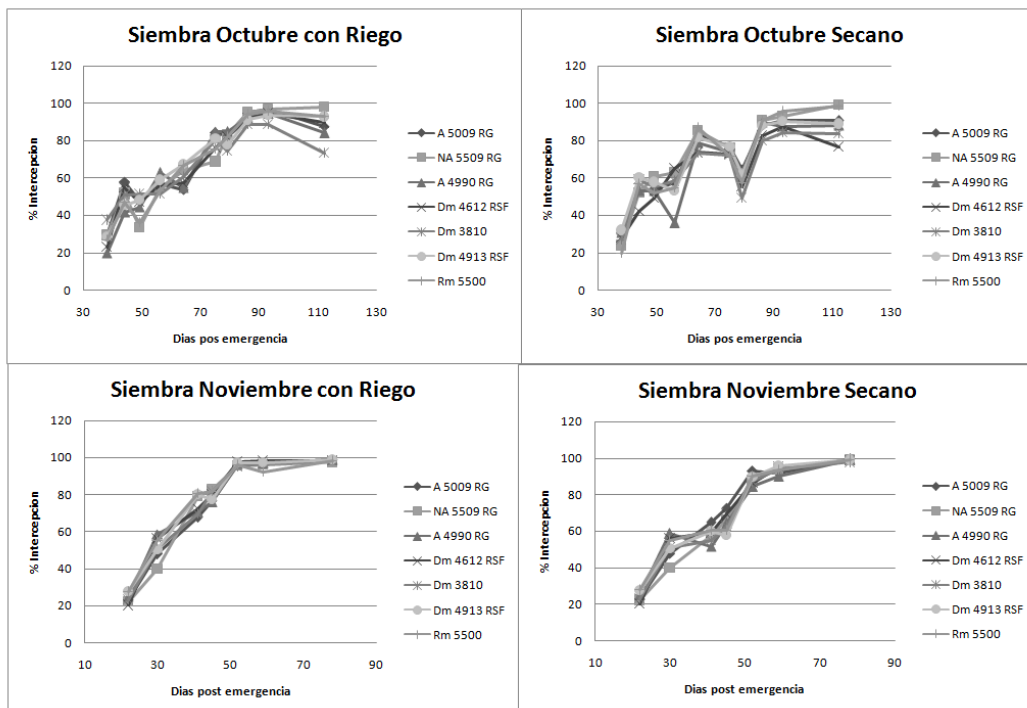 Siembra Octubre con Riego
120
100
80
60
40
20
0
% Intercepcion
30
50
70
90
110
130
Dias pos emergencia
A 5009 RG
NA 5509 RG
A 4990 RG
Dm 4612 RSF
Dm 3810
Dm 4913 RSF
Rm 5500
Siembra Octubre Secano
120
100
80
60
40
20
0
% Intercepcion
30
50
70
90
110
130
Dias pos emergencia
A 5009 RG
NA 5509 RG
A 4990 RG
Dm 4612 RSF
Dm 3810
Dm 4913 RSF
Rm 5500
Siembra Noviembre con Riego
120
100
80
60
40
20
0
% Intercepcion
10
30
50
70
90
Dias post emergencia
A 5009 RG
NA 5509 RG
A 4990 RG
Dm 4612 RSF
Dm 3810
Dm 4913 RSF
Rm 5500
Siembra Noviembre Secano
120
100
80
60
40
20
0
% Intercepcion
10
30
50
70
90
Dias post emergencia
A 5009 RG
NA 5509 RG
A 4990 RG
Dm 4612 RSF
Dm 3810
Dm 4913 RSF
Rm 5500